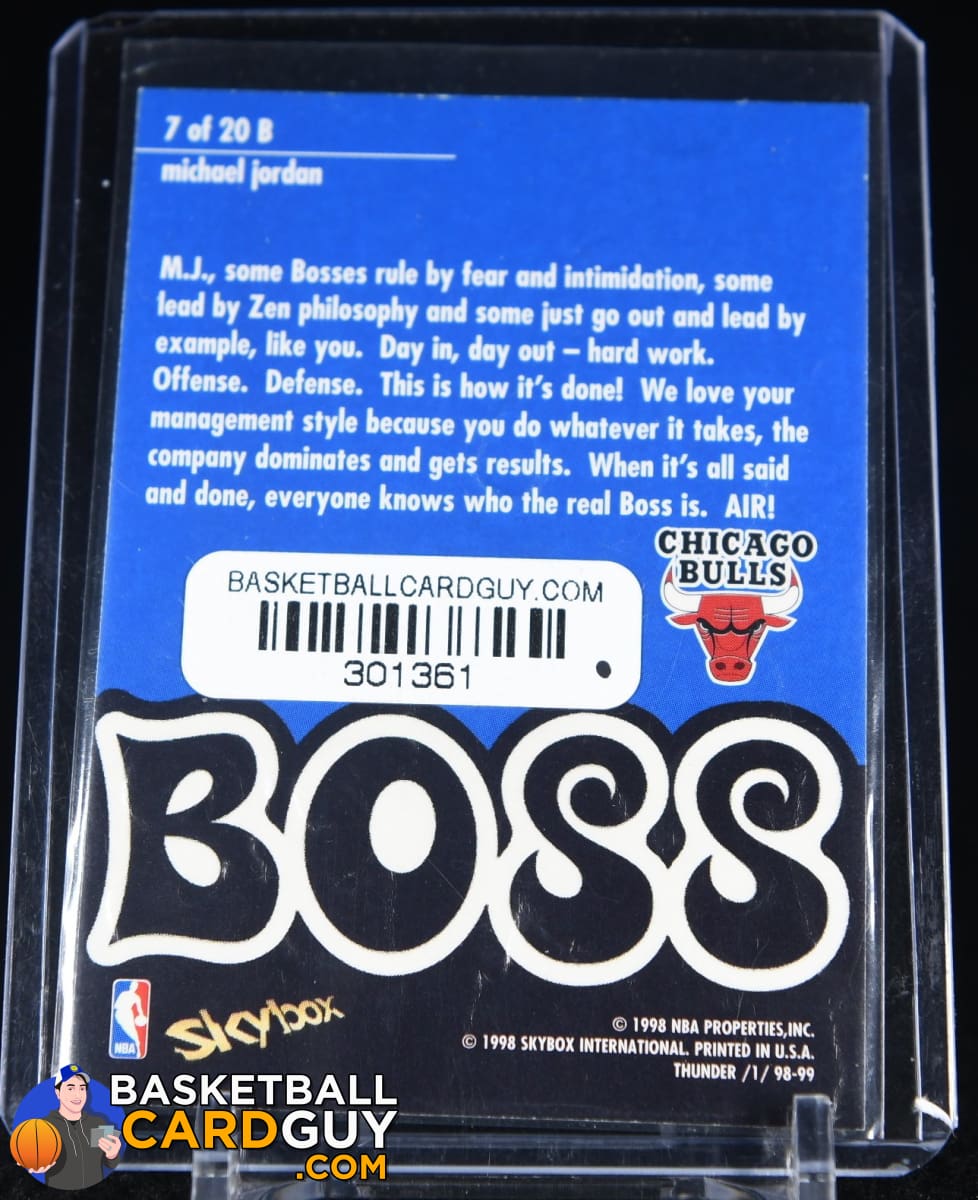 7 of 20 B
michael jordan
M.J., some Bosses rule by fear and intimidation, some
lead by Zen philosophy and some just go out and lead by
example, like you. Day in, day out – hard work.
Offense. Defense. This is how it's done! We love your
management style because you do whatever it takes, the
company dominates and gets results. When it's all said
and done, everyone knows who the real Boss is. AIR!
CHICAGO
BULLS
BASKETBALLCARDGUY.COM
301361
BOSS
NBA
skybox
© 1998 NBA PROPERTIES,INC.
© 1998 SKYBOX INTERNATIONAL. PRINTED IN U.S.A.
THUNDER /1/ 98-99
BASKETBALL
CARDGUY
.COM